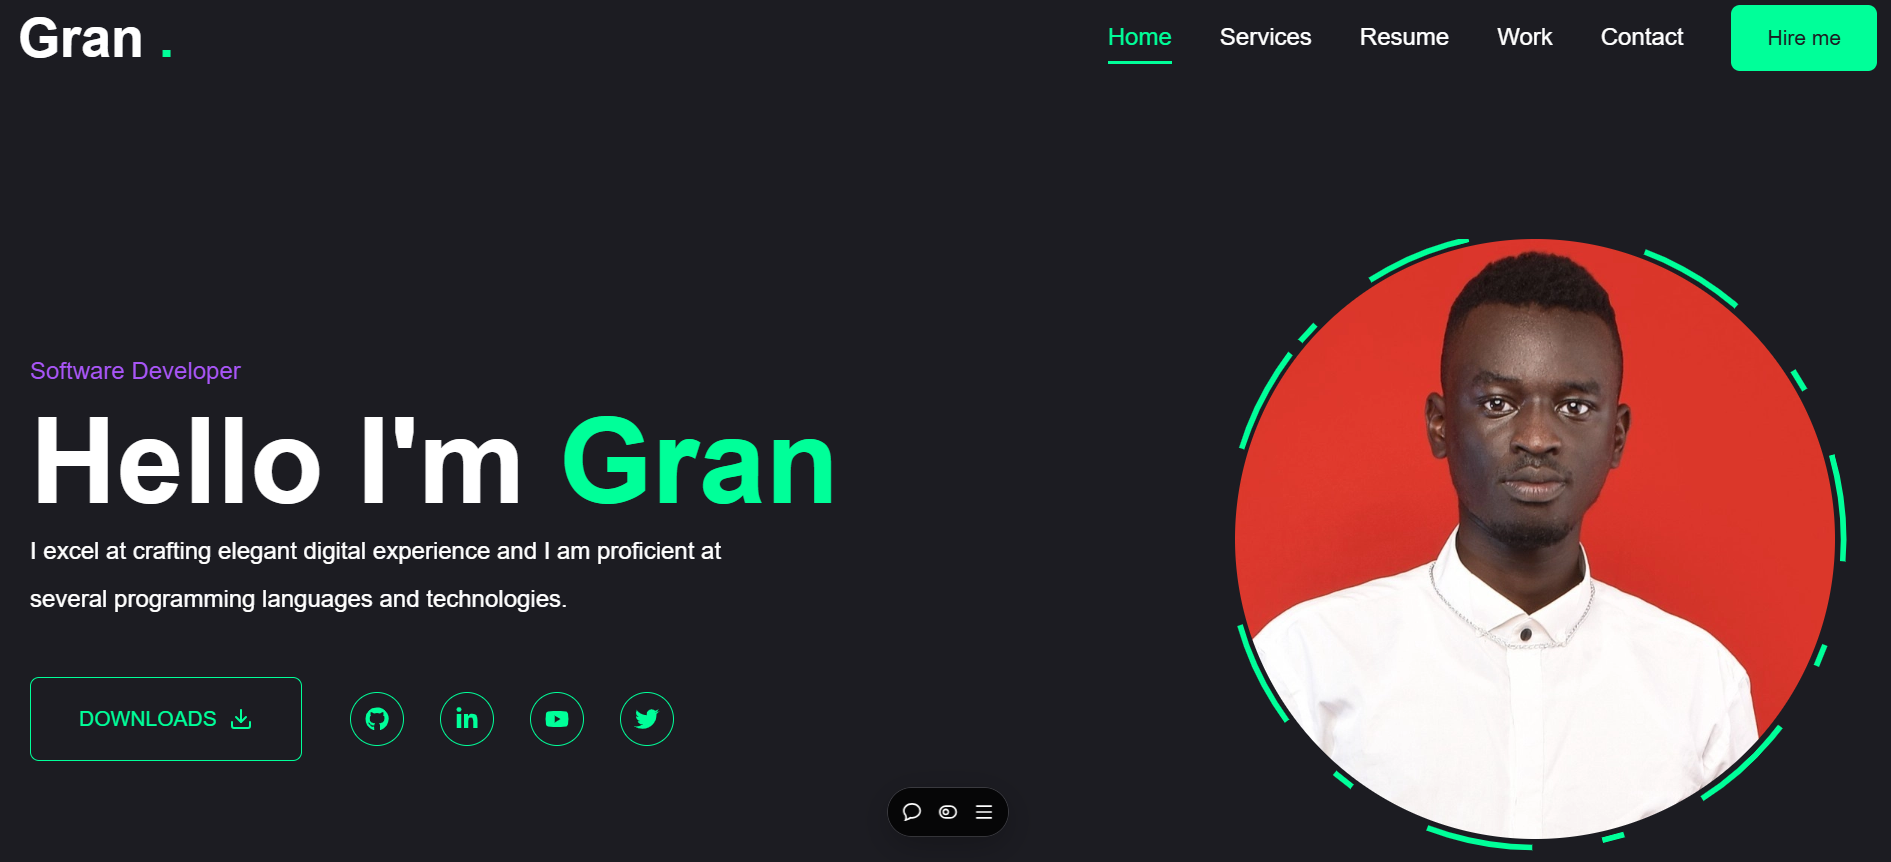 Gran .
Home Services Resume Work Contact Hire me
Software Developer
Hello I'm Gran
I excel at crafting elegant digital experience and I am proficient at
several programming languages and technologies.
DOWNLOADS
in